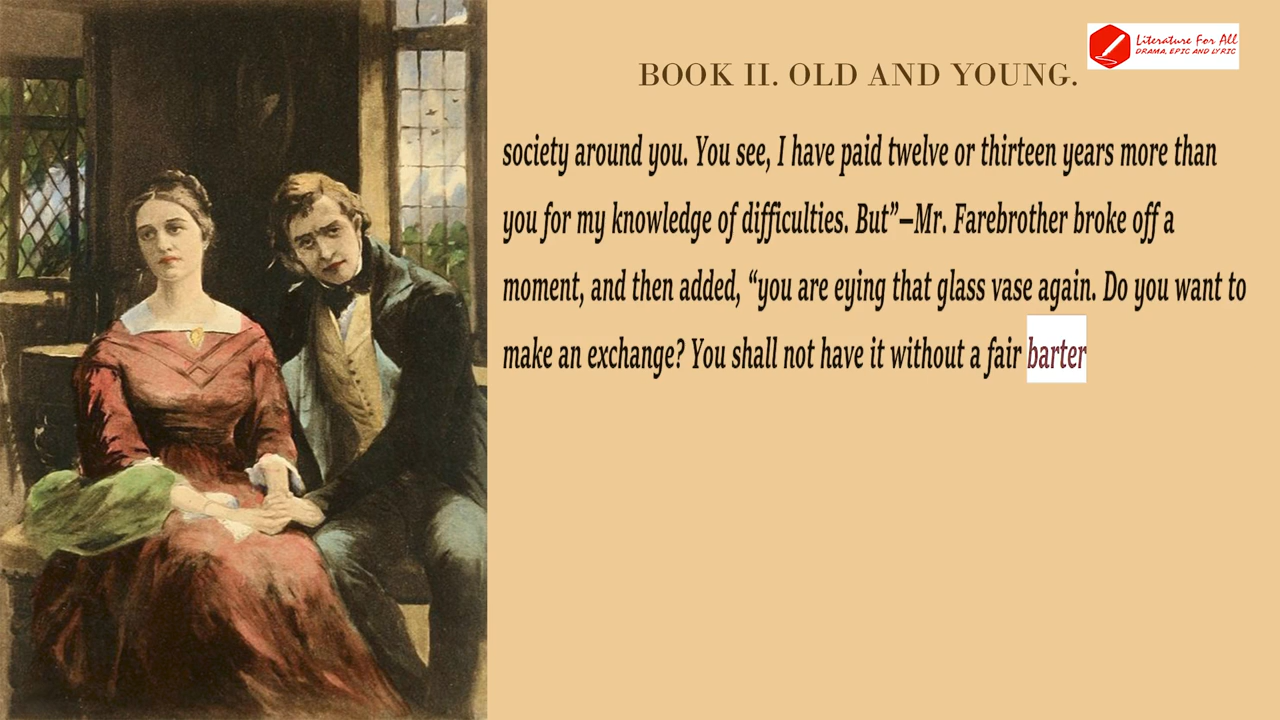 Literature For All
DRAMA, EPIC AND LYRIC
BOOK II. OLD AND YOUNG.
society around you. You see, I have paid twelve or thirteen years more than
you for my knowledge of difficulties. But”—Mr. Farebrother broke off a
moment, and then added, “you are eying that glass vase again. Do you want to
make an exchange? You shall not have it without a fair barter